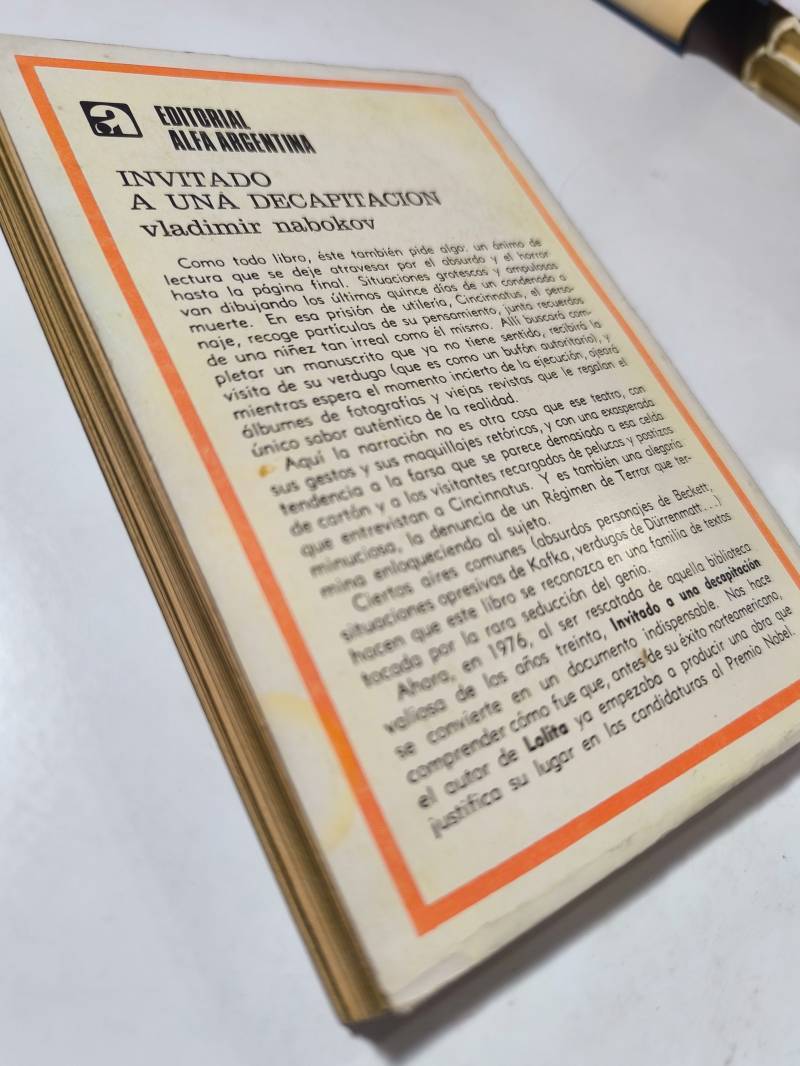 a
EDITORIAL
ALFA ARGENTINA
INVITADO
A UNA DECAPITACION
vladimir nabokov
Como todo libro, éste también pide algo: un ánimo de
lectura que se deje atravesar por el absurdo y el horror
hasta la página final. Situaciones grotescas y ampulosas
van dibujando los últimos quince días de un condenado a
muerte. En esa prisión de utilería, Cincinnatus, el perso-
naje, recoge partículas de su pensamiento, junta recuerdos
de una niñez tan irreal como él mismo. Allí buscará com-
pletar un manuscrito que ya no tiene sentido, recibirá la
visita de su verdugo (que es como un bufón autoritario), y
mientras espera el momento incierto de la ejecución, ojeará
álbumes de fotografías y viejas revistas que le regalan el
único sabor auténtico de la realidad.
Aquí la narración no es otra cosa que ese teatro, con
sus gestos y sus maquillajes retóricos, y con una exasperada
tendencia a la farsa que se parece demasiado a esa celda
de cartón y a los visitantes recargados de pelucas y postizos
que entrevistan a Cincinnatus. Y es también una alegoría
minuciosa, la denuncia de un Régimen de Terror que ter-
mina enloqueciendo al sujeto.
Ciertos aires comunes (absurdos personajes de Beckett,
situaciones opresivas de Kafka, verdugos de Dürrenmatt...)
hacen que este libro se reconozca en una familia de textos
tocada por la rara seducción del genio.
Ahora, en 1976, al ser rescatada de aquella biblioteca
valiosa de los años treinta, Invitado a una decapitación
se convierte en un documento indispensable. Nos hace
comprender cómo fue que, antes de su éxito norteamericano,
el autor de Lolita ya empezaba a producir una obra que
justifica su lugar en las candidaturas al Premio Nobel.